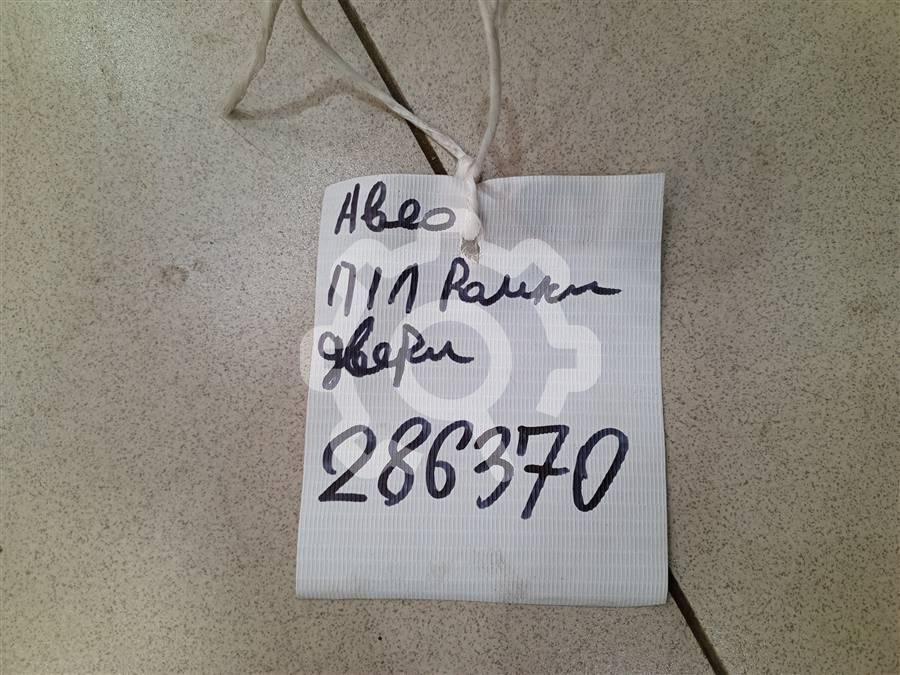 Авео
П/Л Рамки
двери
286370